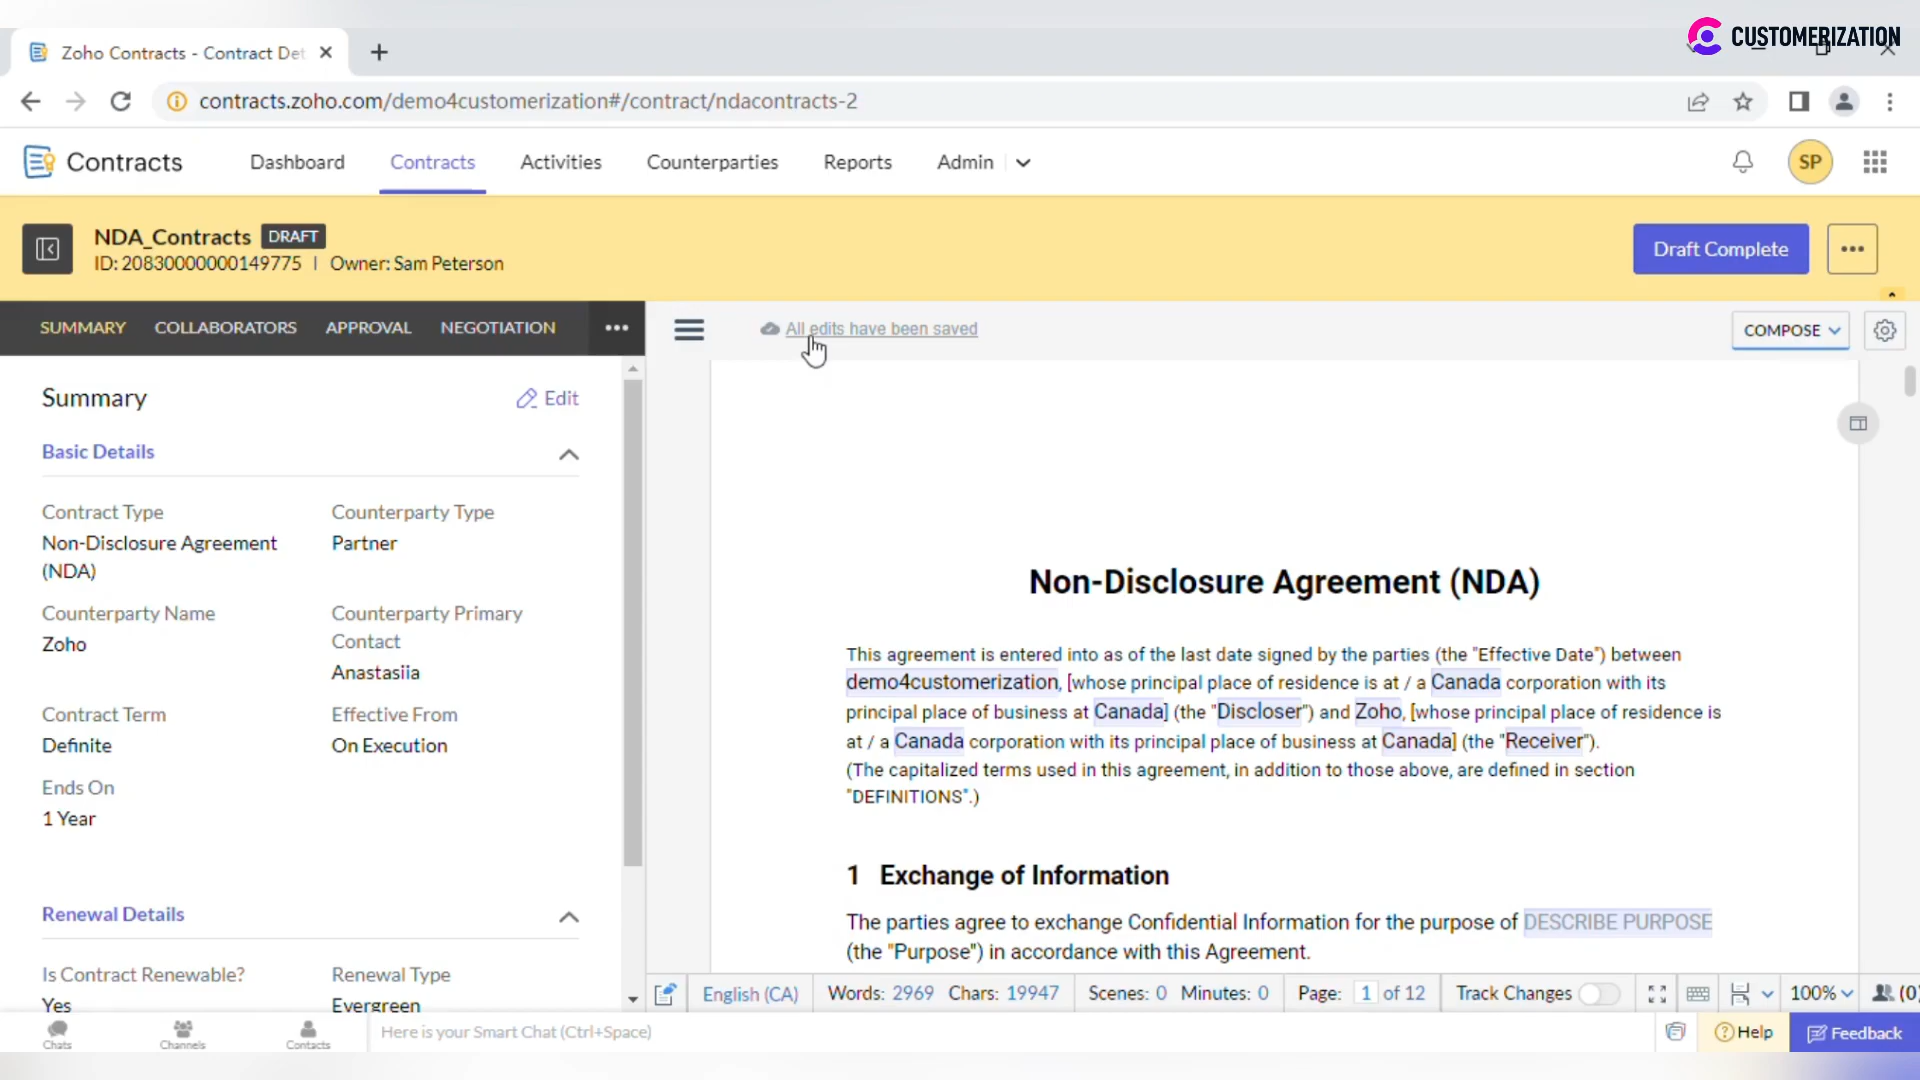 CUSTOMERIZATION
Zoho Contracts - Contract Det
contracts.zoho.com/demo4customerization#/contract/ndacontracts-2
Contracts
Dashboard
Contracts
Activities
Counterparties
Reports
Admin
SP
NDA_Contracts DRAFT
ID: 20830000000149775 | Owner: Sam Peterson
Draft Complete
SUMMARY
COLLABORATORS
APPROVAL
NEGOTIATION
All edits have been saved
COMPOSE
Summary
Edit
Basic Details
Contract Type
Non-Disclosure Agreement
(NDA)
Counterparty Type
Partner
Counterparty Name
Zoho
Counterparty Primary
Contact
Anastasiia
Contract Term
Definite
Effective From
On Execution
Ends On
1 Year
Renewal Details
Is Contract Renewable?
Yes
Renewal Type
Evergreen
Non-Disclosure Agreement (NDA)
This agreement is entered into as of the last date signed by the parties (the "Effective Date") between
demo4customerization, [whose principal place of residence is at / a Canada corporation with its
principal place of business at Canada] (the "Discloser") and Zoho, [whose principal place of residence is
at / a Canada corporation with its principal place of business at Canada] (the "Receiver").
(The capitalized terms used in this agreement, in addition to those above, are defined in section
"DEFINITIONS".)
1 Exchange of Information
The parties agree to exchange Confidential Information for the purpose of DESCRIBE PURPOSE
(the "Purpose") in accordance with this Agreement.
English (CA)
Words: 2969 Chars: 19947
Scenes: 0 Minutes: 0
Page: 1 of 12
Track Changes
100%
(0)
Chats
Channels
Contacts
Here is your Smart Chat (Ctrl+Space)
Help
Feedback